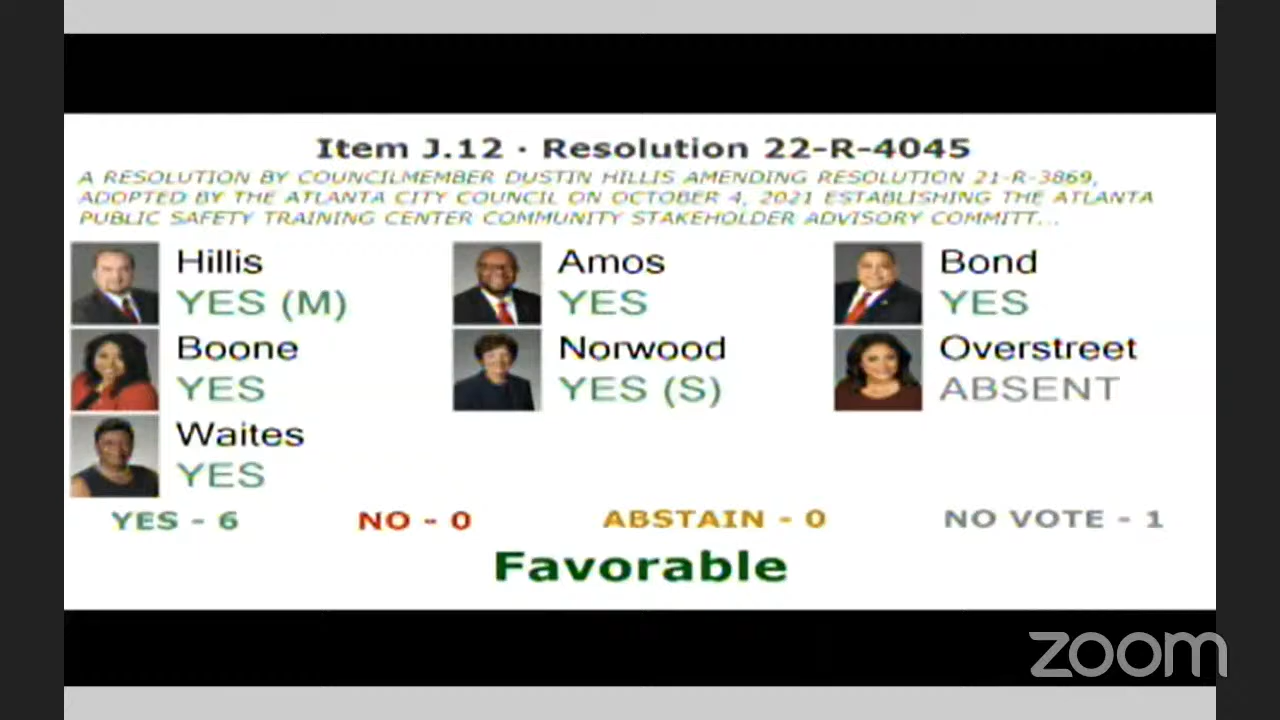 Item J.12 · Resolution 22-R-4045
A RESOLUTION BY COUNCILMEMBER DUSTIN HILLIS AMENDING RESOLUTION 21-R-3869,
ADOPTED BY THE ATLANTA CITY COUNCIL ON OCTOBER 4, 2021 ESTABLISHING THE ATLANTA
PUBLIC SAFETY TRAINING CENTER COMMUNITY STAKEHOLDER ADVISORY COMMITT...
Hillis
YES (M)
Amos
YES
Bond
YES
Boone
YES
Norwood
YES (S)
Overstreet
ABSENT
Waites
YES
YES - 6 NO - 0 ABSTAIN - 0 NO VOTE - 1
Favorable
zoom